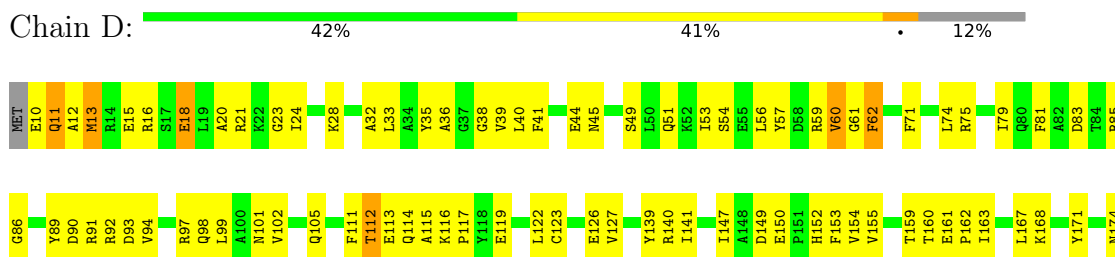 Chain D:
42% 41% • 12%
MET E10 Q11 A12 M13 R14 E15 R16 S17 E18 L19 A20 R21 K22 G23 I24 K28 A32 L33 A34 Y35 A36 G37 G38 V39 L40 F41 E44 N45 S49 L50 Q51 K52 I53 S54 E55 L56 Y57 D58 R59 V60 G61 F62 F71 L74 R75 I79 Q80 F81 A82 D83 T84
G86 Y89 D90 R91 R92 D93 V94 R97 Q98 L99 A100 N101 V102 Q105 F111 T112 E113 Q114 A115 K116 P117 Y118 E119 L122 C123 E126 V127 Y139 R140 I141 I147 A148 D149 E150 P151 H152 F153 V154 V155 T159 T160 E161 P162 I163 L167 K168 Y171